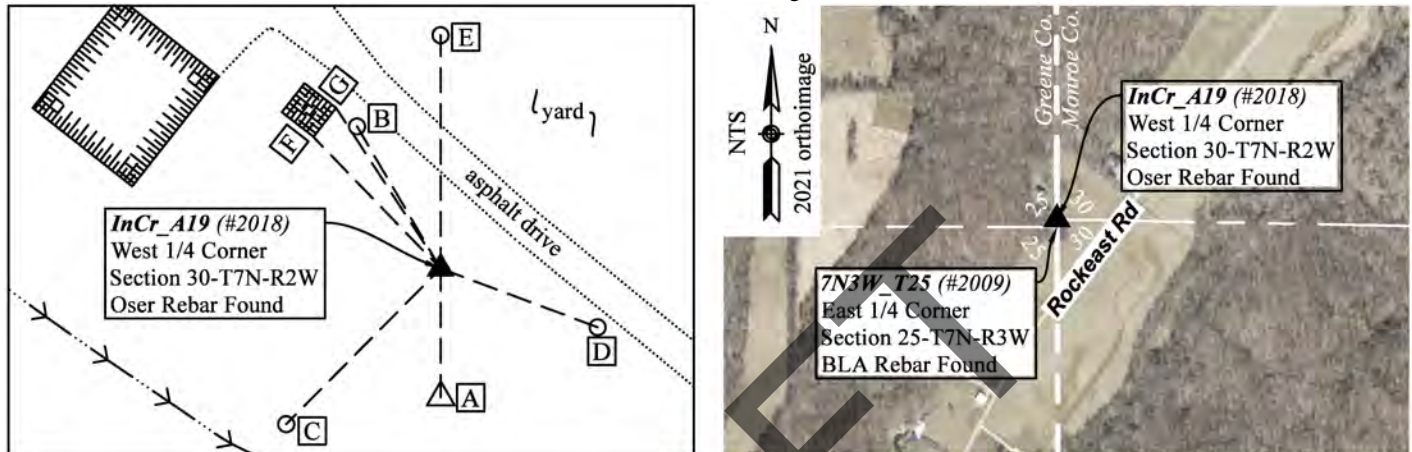 E
G
B
F
yard
asphalt drive
InCr_A19 (#2018)
West 1/4 Corner
Section 30-T7N-R2W
Oser Rebar Found
D
A
C
N
NTS
2021 orthoimage
Greene Co.
Monroe Co.
InCr_A19 (#2018)
West 1/4 Corner
Section 30-T7N-R2W
Oser Rebar Found
25
30
25
30
Rockeast Rd
7N3W_T25 (#2009)
East 1/4 Corner
Section 25-T7N-R3W
BLA Rebar Found